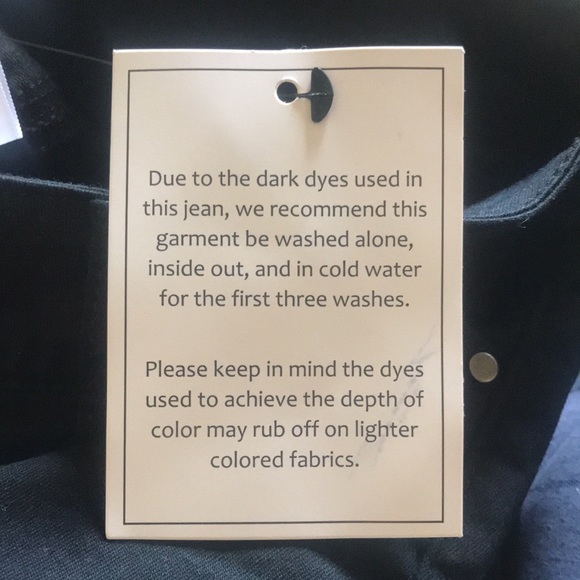 Due to the dark dyes used in
this jean, we recommend this
garment be washed alone,
inside out, and in cold water
for the first three washes.
Please keep in mind the dyes
used to achieve the depth of
color may rub off on lighter
colored fabrics.